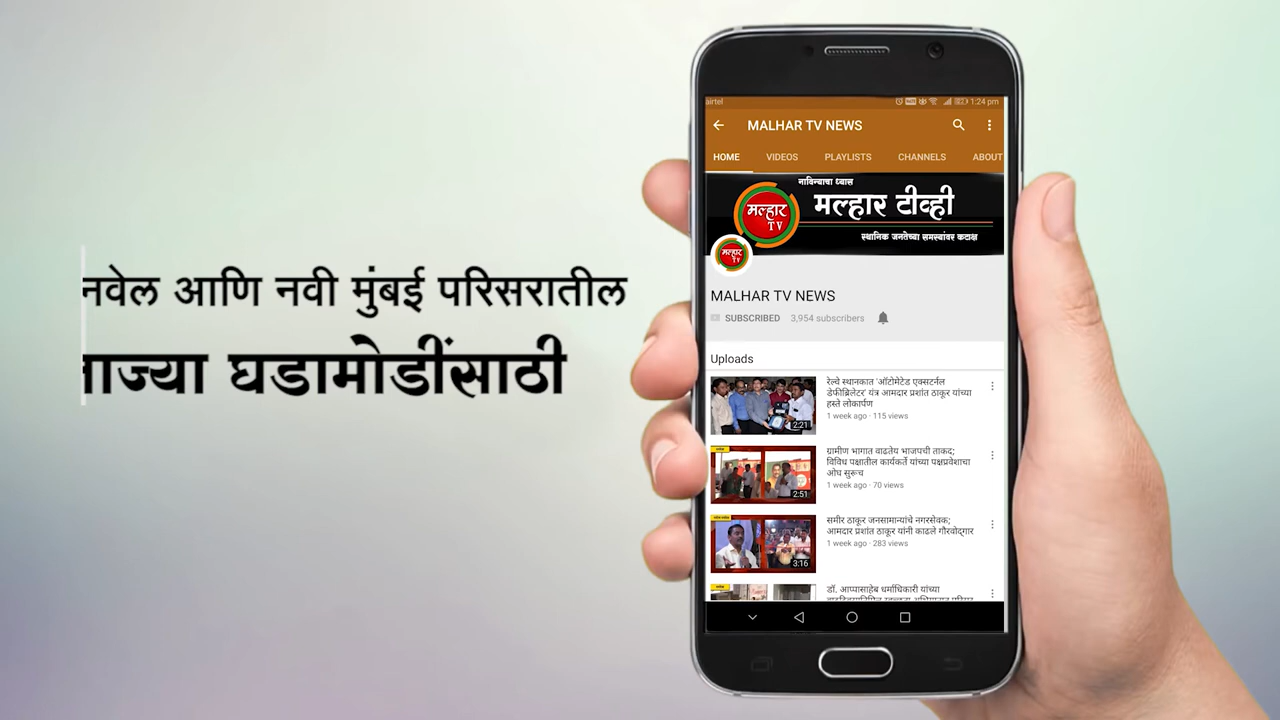 नवेल आणि नवी मुंबई परिसरातील
ाज्या घडामोडींसाठी
airtel
1:24 pm
MALHAR TV NEWS
HOME VIDEOS PLAYLISTS CHANNELS ABOUT
नाविन्याचा ध्यास
मल्हार टीव्ही
स्थानिक जनतेच्या समस्यांवर कटाक्ष
मल्हार
TV
मल्हार
TV
MALHAR TV NEWS
SUBSCRIBED 3,954 subscribers
Uploads
रेल्वे स्थानकात 'ऑटोमेटेड एक्सटर्नल
डेफीब्रिलेटर' यंत्र आमदार प्रशांत ठाकूर यांच्या
हस्ते लोकार्पण
1 week ago · 115 views
2:21
ग्रामीण भागात वाढतेय भाजपची ताकद;
विविध पक्षातील कार्यकर्ते यांच्या पक्षप्रवेशाचा
ओघ सुरूच
1 week ago · 70 views
2:51
समीर ठाकूर जनसामान्यांचे नगरसेवक;
आमदार प्रशांत ठाकूर यांनी काढले गौरवोद्गार
1 week ago · 283 views
3:16
डॉ. आप्पासाहेब धर्माधिकारी यांच्या